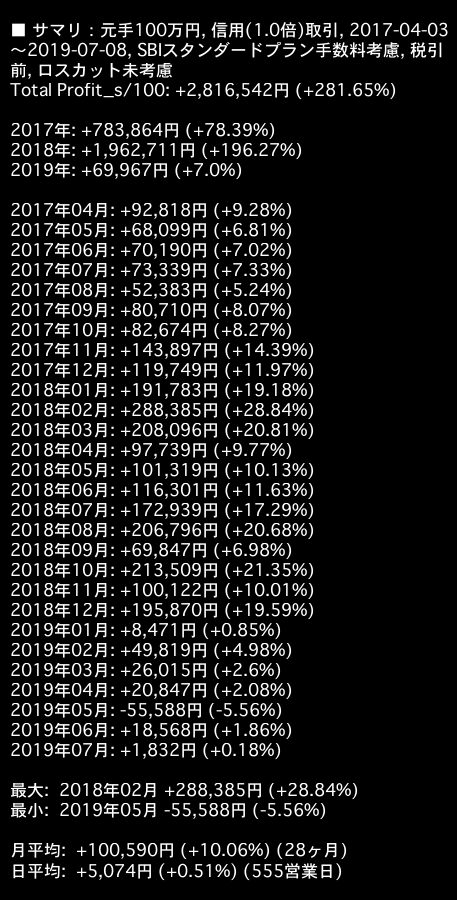 ■ サマリ：元手100万円, 信用(1.0倍)取引, 2017-04-03
～2019-07-08, SBIスタンダードプラン手数料考慮, 税引
前, ロスカット未考慮
Total Profit_s/100: +2,816,542円 (+281.65%)
2017年: +783,864円 (+78.39%)
2018年: +1,962,711円 (+196.27%)
2019年: +69,967円 (+7.0%)
2017年04月: +92,818円 (+9.28%)
2017年05月: +68,099円 (+6.81%)
2017年06月: +70,190円 (+7.02%)
2017年07月: +73,339円 (+7.33%)
2017年08月: +52,383円 (+5.24%)
2017年09月: +80,710円 (+8.07%)
2017年10月: +82,674円 (+8.27%)
2017年11月: +143,897円 (+14.39%)
2017年12月: +119,749円 (+11.97%)
2018年01月: +191,783円 (+19.18%)
2018年02月: +288,385円 (+28.84%)
2018年03月: +208,096円 (+20.81%)
2018年04月: +97,739円 (+9.77%)
2018年05月: +101,319円 (+10.13%)
2018年06月: +116,301円 (+11.63%)
2018年07月: +172,939円 (+17.29%)
2018年08月: +206,796円 (+20.68%)
2018年09月: +69,847円 (+6.98%)
2018年10月: +213,509円 (+21.35%)
2018年11月: +100,122円 (+10.01%)
2018年12月: +195,870円 (+19.59%)
2019年01月: +8,471円 (+0.85%)
2019年02月: +49,819円 (+4.98%)
2019年03月: +26,015円 (+2.6%)
2019年04月: +20,847円 (+2.08%)
2019年05月: -55,588円 (-5.56%)
2019年06月: +18,568円 (+1.86%)
2019年07月: +1,832円 (+0.18%)
最大: 2018年02月 +288,385円 (+28.84%)
最小: 2019年05月 -55,588円 (-5.56%)
月平均: +100,590円 (+10.06%) (28ヶ月)
日平均: +5,074円 (+0.51%) (555営業日)